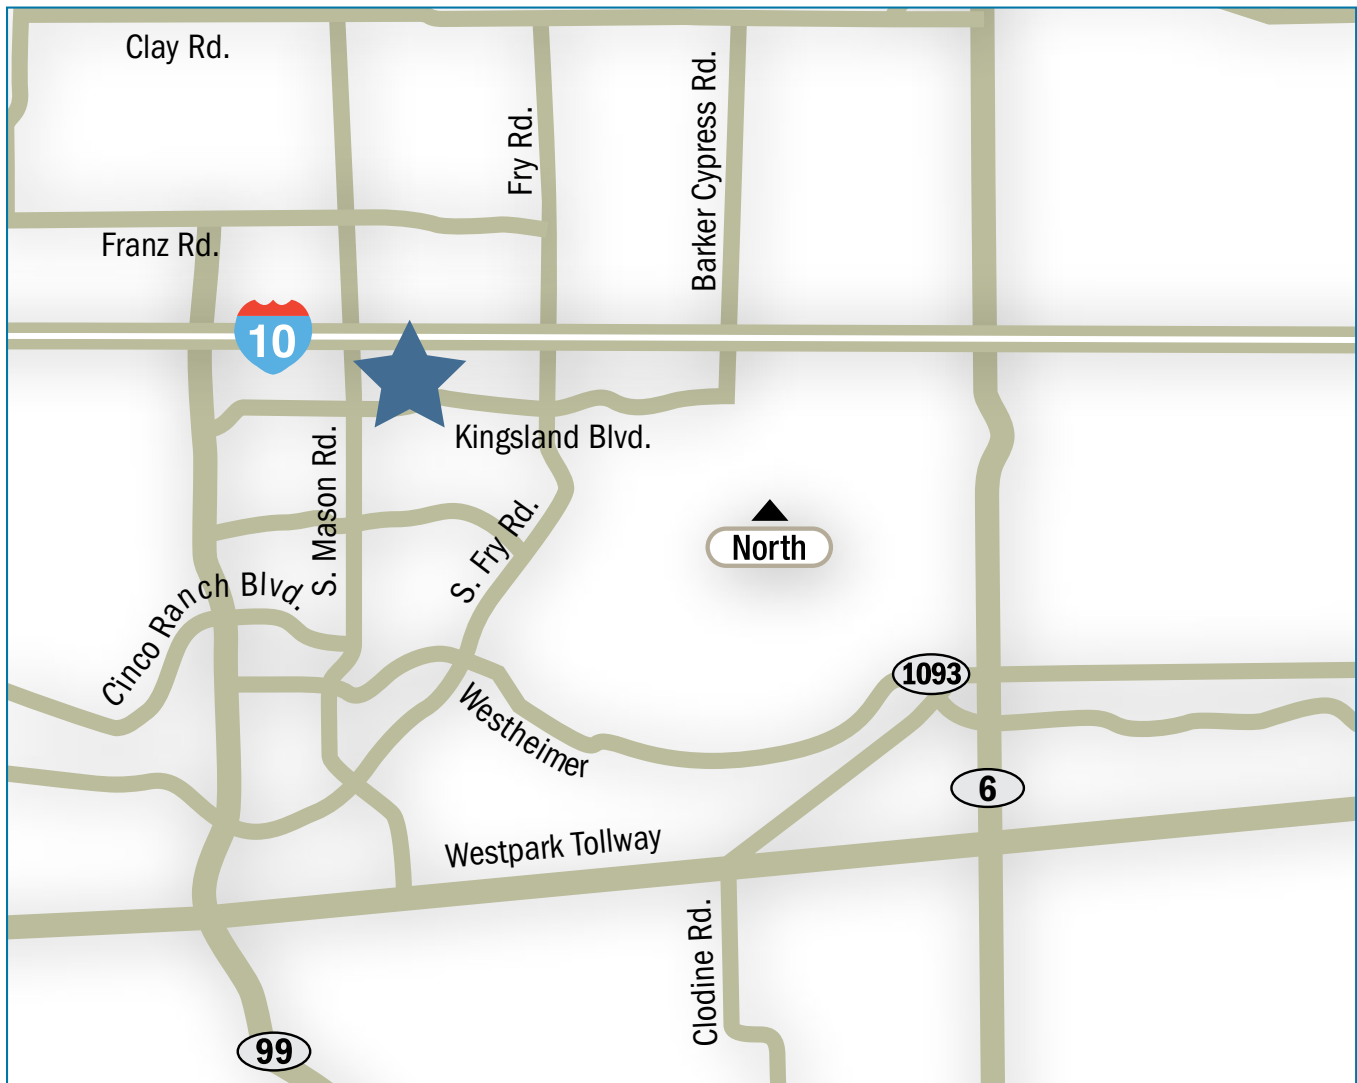 Clay Rd.
Fry Rd.
Barker Cypress Rd.
Franz Rd.
10
Kingsland Blvd.
S. Mason Rd.
S. Fry Rd.
North
Cinco Ranch Blvd.
1093
Westheimer
6
Westpark Tollway
Clodine Rd.
99